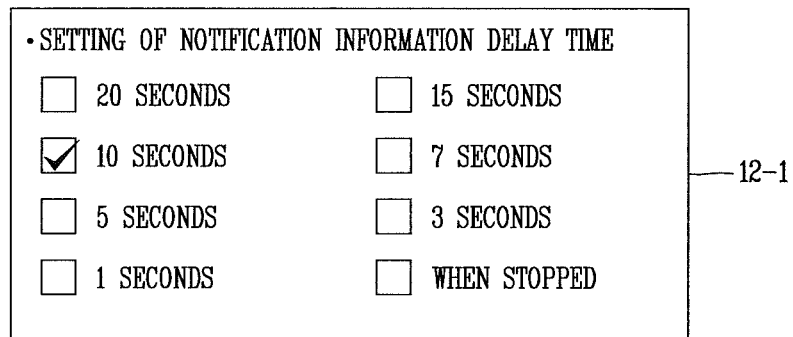 •SETTING OF NOTIFICATION INFORMATION DELAY TIME
20 SECONDS 15 SECONDS
10 SECONDS 7 SECONDS
12-1
5 SECONDS 3 SECONDS
1 SECONDS WHEN STOPPED